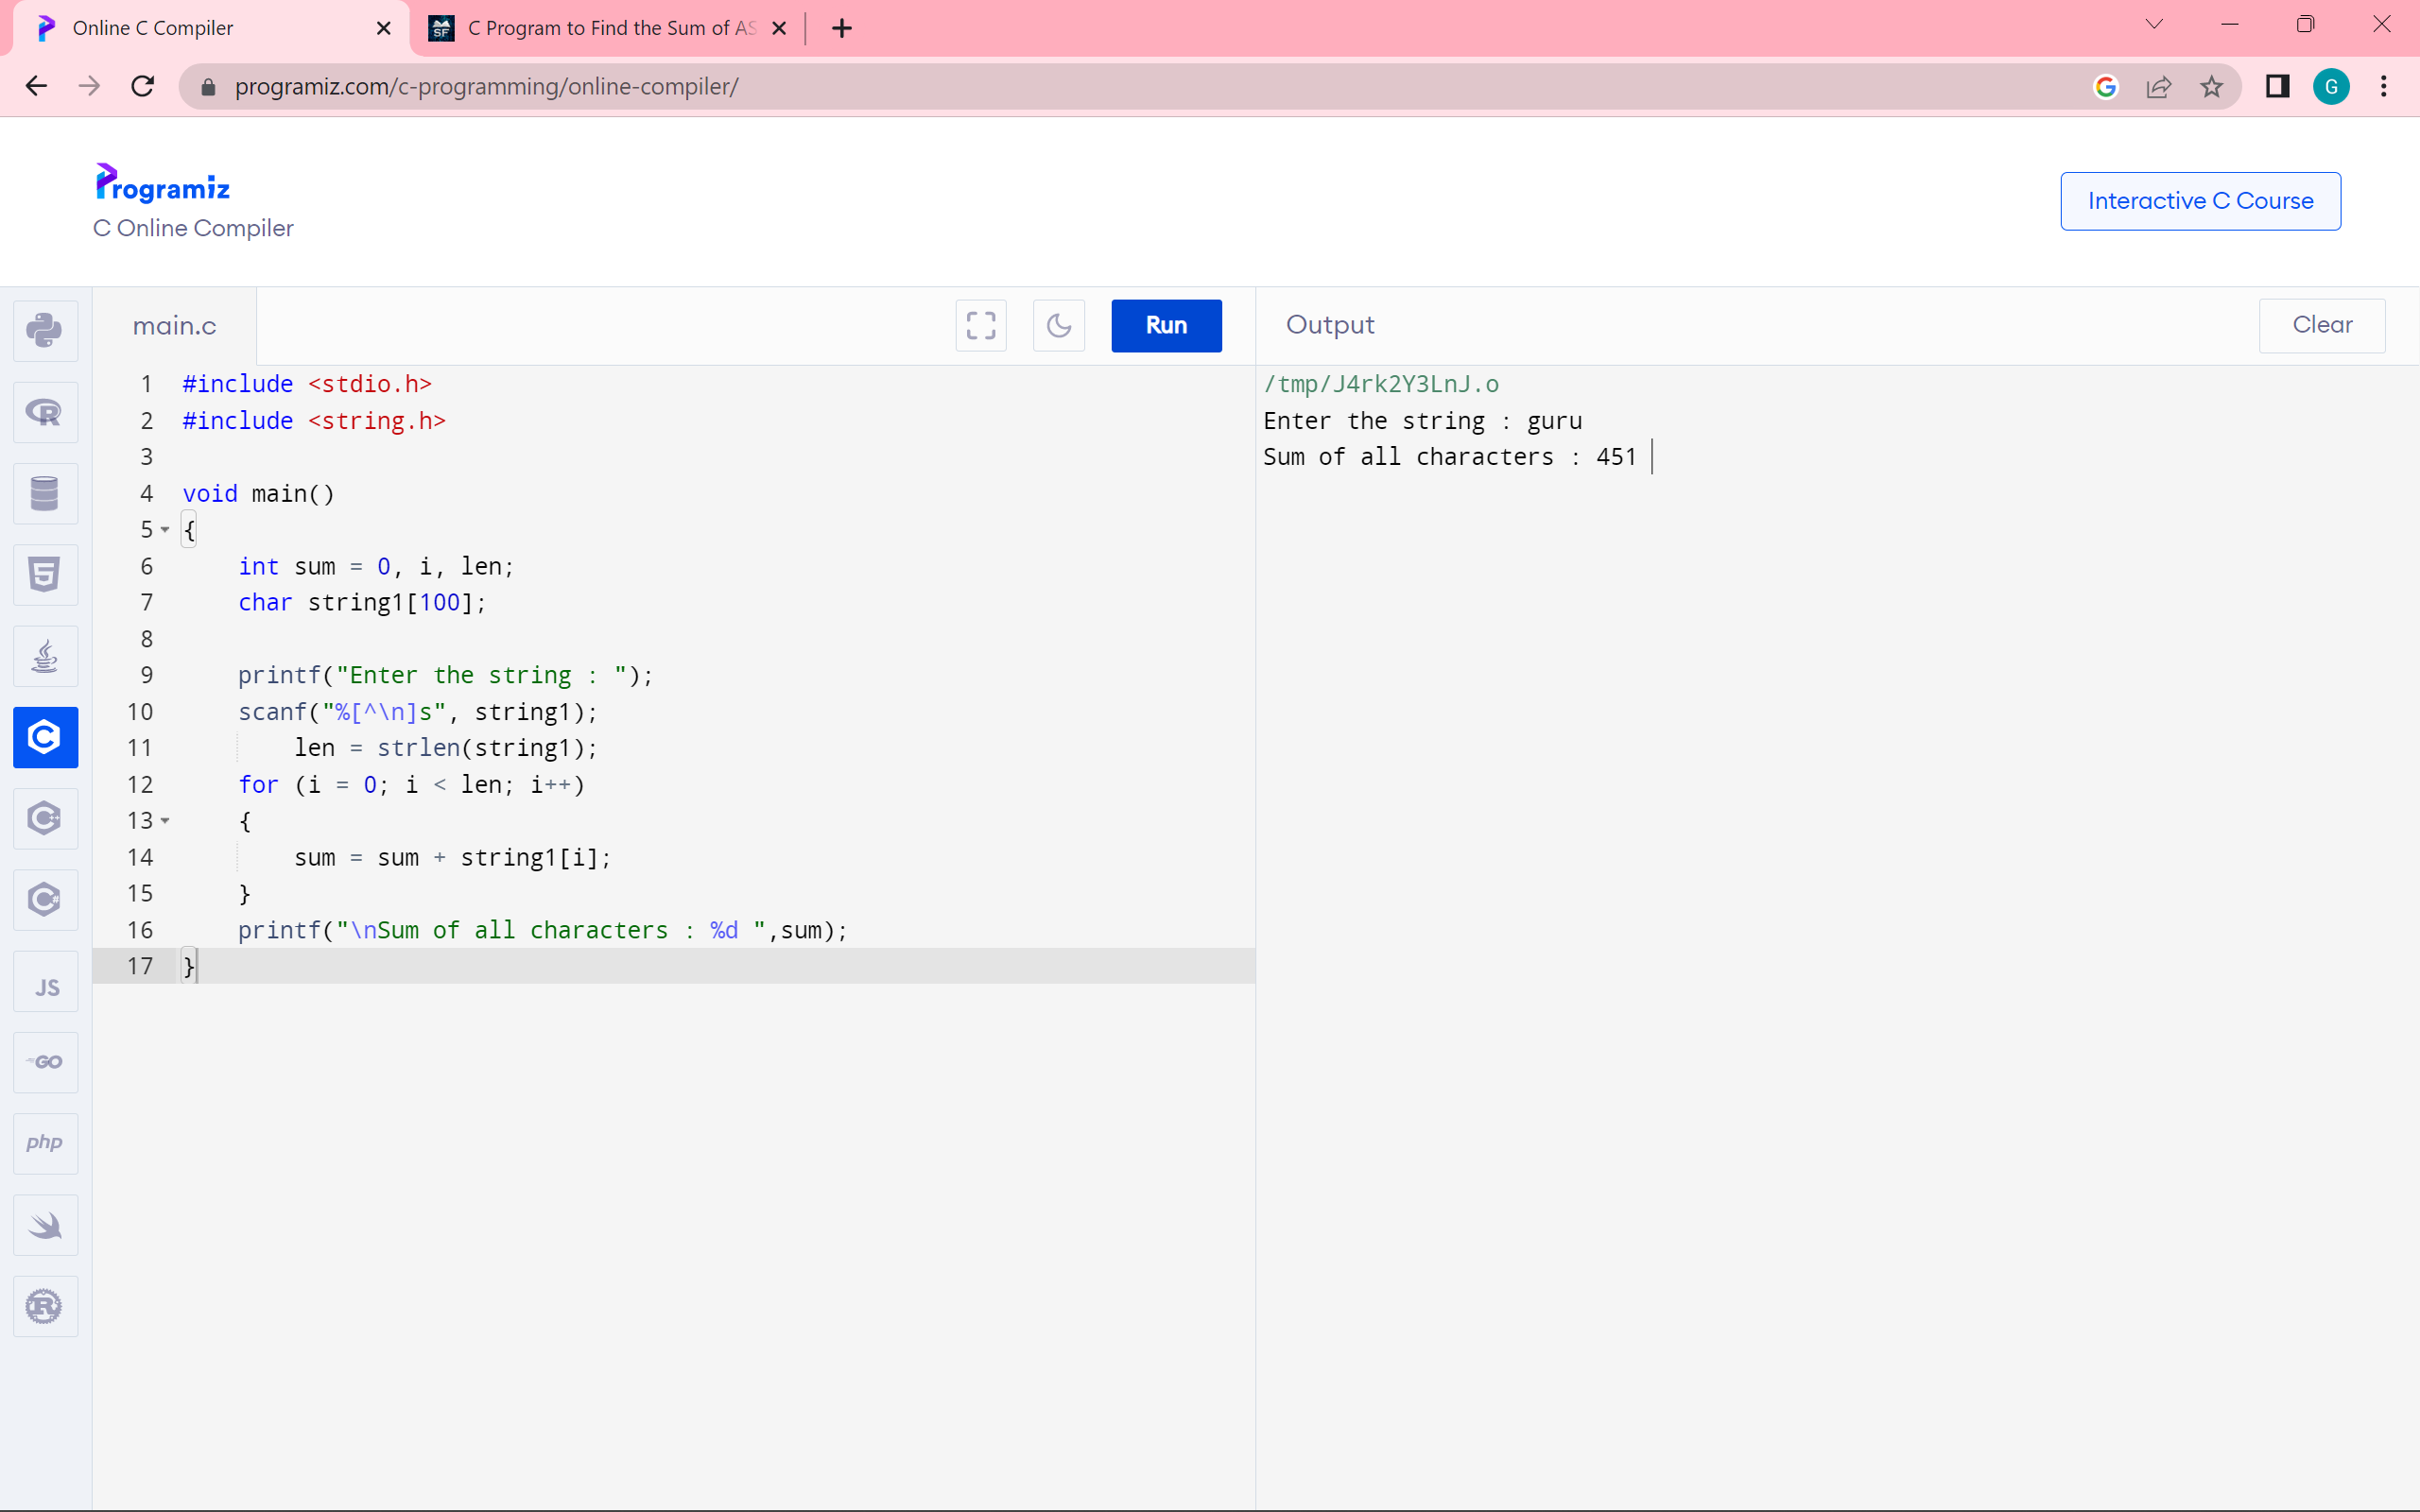 Online C Compiler
C Program to Find the Sum of AS
programiz.com/c-programming/online-compiler/
G
Programiz
C Online Compiler
Interactive C Course
main.c
Run
Output
Clear
1 #include <stdio.h>
2 #include <string.h>
3
4 void main()
5 {
6     int sum = 0, i, len;
7     char string1[100];
8
9     printf("Enter the string : ");
10     scanf("%[^\n]s", string1);
11         len = strlen(string1);
12     for (i = 0; i < len; i++)
13     {
14         sum = sum + string1[i];
15     }
16     printf("\nSum of all characters : %d ",sum);
17 }
/tmp/J4rk2Y3LnJ.o
Enter the string : guru
Sum of all characters : 451
R
5
C
C++
C#
JS
GO
php
R